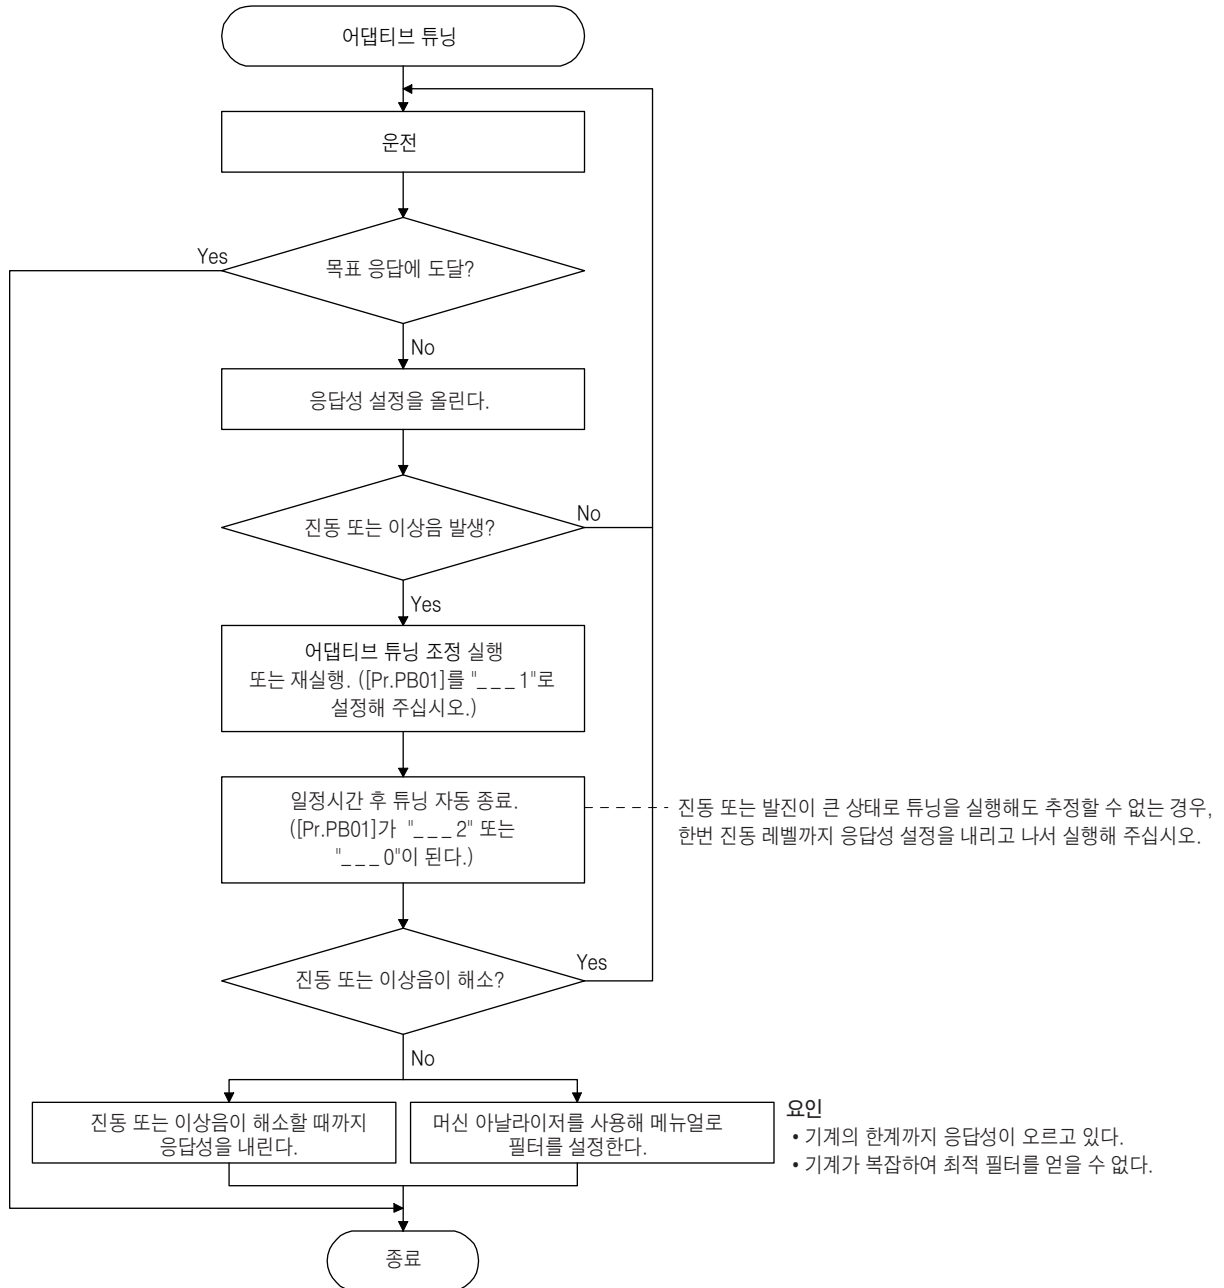 어댑티브 튜닝
운전
목표 응답에 도달?
Yes
No
응답성 설정을 올린다.
진동 또는 이상음 발생?
No
Yes
어댑티브 튜닝 조정 실행
또는 재실행. ([Pr.PB01]를 "_ _ _ 1"로
설정해 주십시오.)
일정시간 후 튜닝 자동 종료.
([Pr.PB01]가 "_ _ _ 2" 또는
"_ _ _ 0"이 된다.)
진동 또는 발진이 큰 상태로 튜닝을 실행해도 추정할 수 없는 경우,
한번 진동 레벨까지 응답성 설정을 내리고 나서 실행해 주십시오.
진동 또는 이상음이 해소?
Yes
No
진동 또는 이상음이 해소할 때까지
응답성을 내린다.
머신 아날라이저를 사용해 메뉴얼로
필터를 설정한다.
요인
• 기계의 한계까지 응답성이 오르고 있다.
• 기계가 복잡하여 최적 필터를 얻을 수 없다.
종료